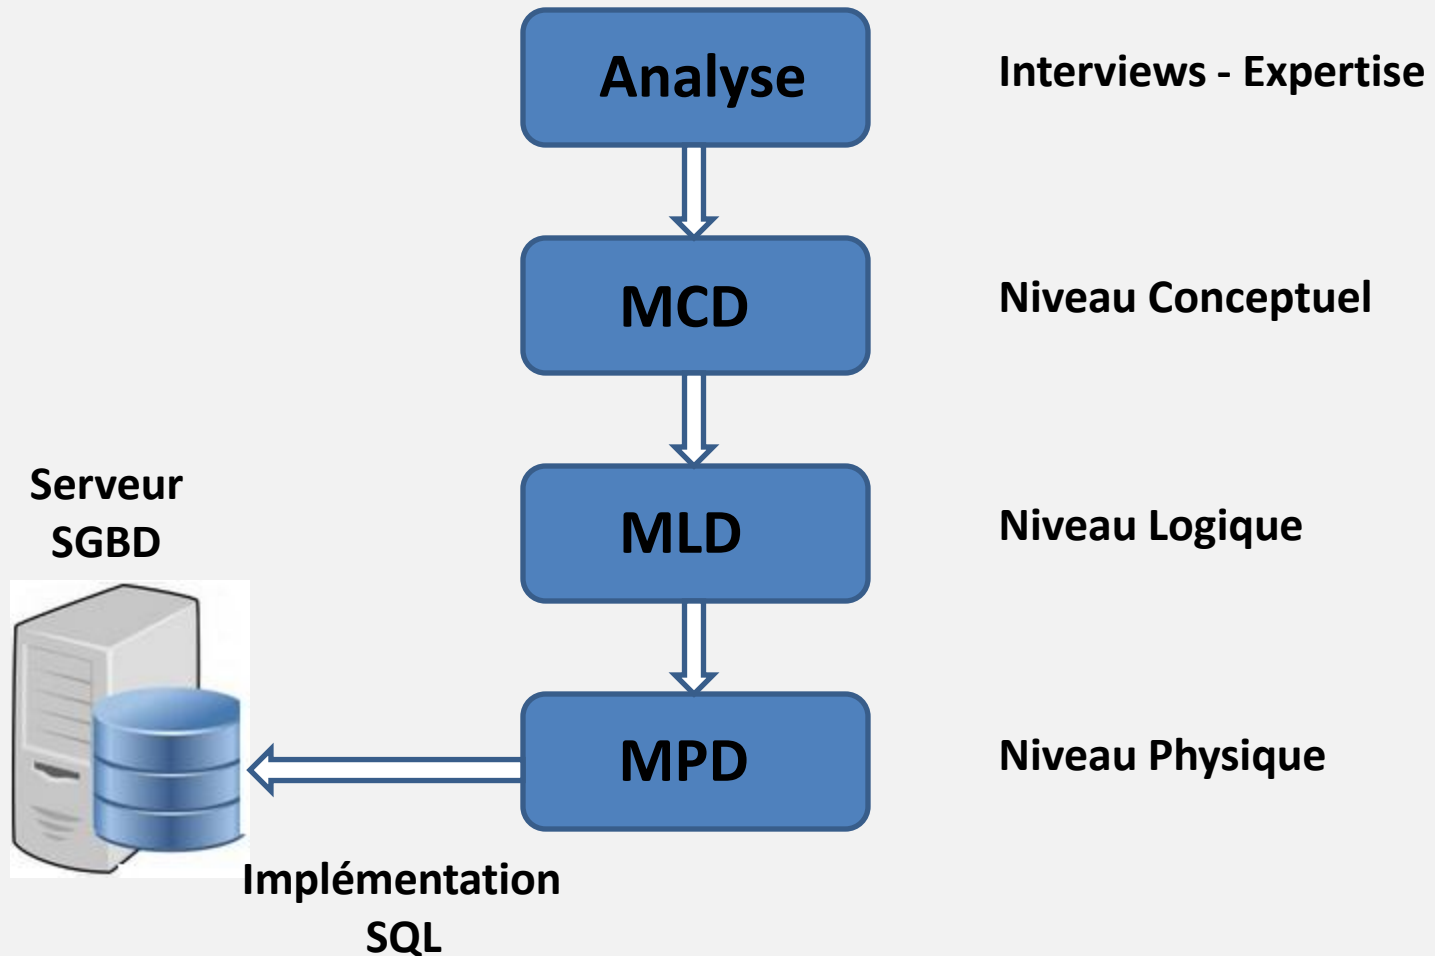 Analyse
Interviews - Expertise
MCD
Niveau Conceptuel
MLD
Niveau Logique
Serveur
SGBD
MPD
Niveau Physique
Implémentation
SQL